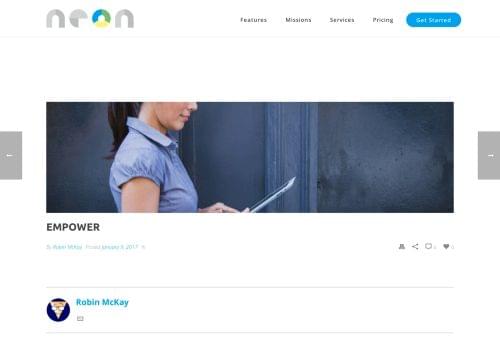 neon
Features
Missions
Services
Pricing
Get Started
←
→
EMPOWER
By Robin McKay Posted January 9, 2017
0
0
Robin McKay